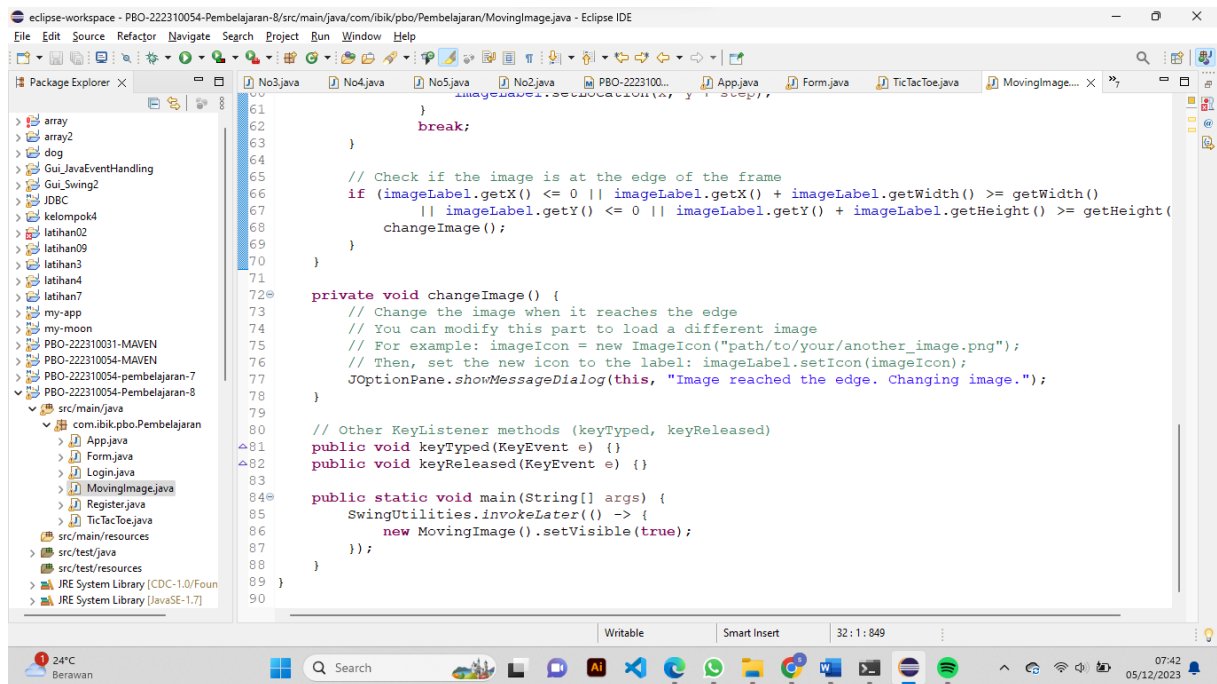 eclipse-workspace - PBO-222310054-Pembelajaran-8/src/main/java/com/ibik/pbo/Pembelajaran/MovingImage.java - Eclipse IDE
File Edit Source Refactor Navigate Search Project Run Window Help
Package Explorer
No3.java No4.java No5.java No2.java PBO-2223100... App.java Form.java TicTacToe.java MovingImage.... 7
array
array2
dog
Gui_JavaEventHandling
Gui_Swing2
JDBC
kelompok4
latihan02
latihan09
latihan3
latihan4
latihan7
my-app
my-moon
PBO-222310031-MAVEN
PBO-222310054-MAVEN
PBO-222310054-pembelajaran-7
PBO-222310054-Pembelajaran-8
src/main/java
com.ibik.pbo.Pembelajaran
App.java
Form.java
Login.java
MovingImage.java
Register.java
TicTacToe.java
src/main/resources
src/test/java
src/test/resources
JRE System Library [CDC-1.0/Foun
JRE System Library [JavaSE-1.7]
60 imageLabel.setLocation(x, y + step);
61 }
62 break;
63 }
64
65 // Check if the image is at the edge of the frame
66 if (imageLabel.getX() <= 0 || imageLabel.getX() + imageLabel.getWidth() >= getWidth()
67 || imageLabel.getY() <= 0 || imageLabel.getY() + imageLabel.getHeight() >= getHeight(
68 changeImage();
69 }
70 }
71
72 private void changeImage() {
73 // Change the image when it reaches the edge
74 // You can modify this part to load a different image
75 // For example: imageIcon = new ImageIcon("path/to/your/another_image.png");
76 // Then, set the new icon to the label: imageLabel.setIcon(imageIcon);
77 JOptionPane.showMessageDialog(this, "Image reached the edge. Changing image.");
78 }
79
80 // Other KeyListener methods (keyTyped, keyReleased)
81 public void keyTyped(KeyEvent e) {}
82 public void keyReleased(KeyEvent e) {}
83
84 public static void main(String[] args) {
85 SwingUtilities.invokeLater(() -> {
86 new MovingImage().setVisible(true);
87 });
88 }
89 }
90
Writable Smart Insert 32 : 1 : 849
1
24°C
Berawan
Search
Ai
07:42
05/12/2023